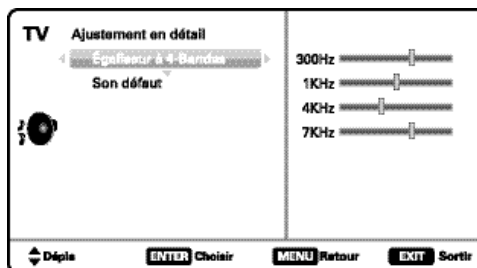 TV Ajustement en détail
Égaliseur à 4-Bandes
Son défaut
300Hz
1KHz
4KHz
7KHz
Dépla ENTER Choisir MENU Retour EXIT Sortir